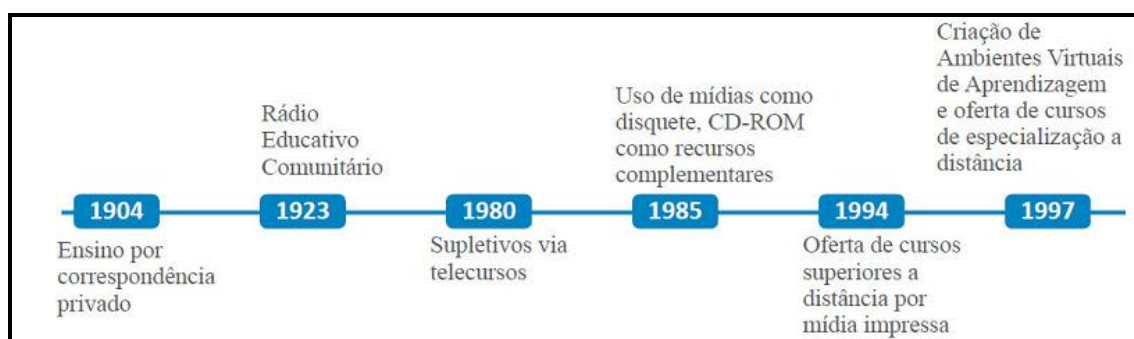 1904
Ensino por
correspondência
privado
Rádio
Educativo
Comunitário
1923
1980
Supletivos via
telecursos
Uso de mídias como
disquete, CD-ROM
como recursos
complementares
1985
1994
Oferta de cursos
superiores a
distância por
mídia impressa
Criação de
Ambientes Virtuais
de Aprendizagem
e oferta de cursos
de especialização a
distância
1997